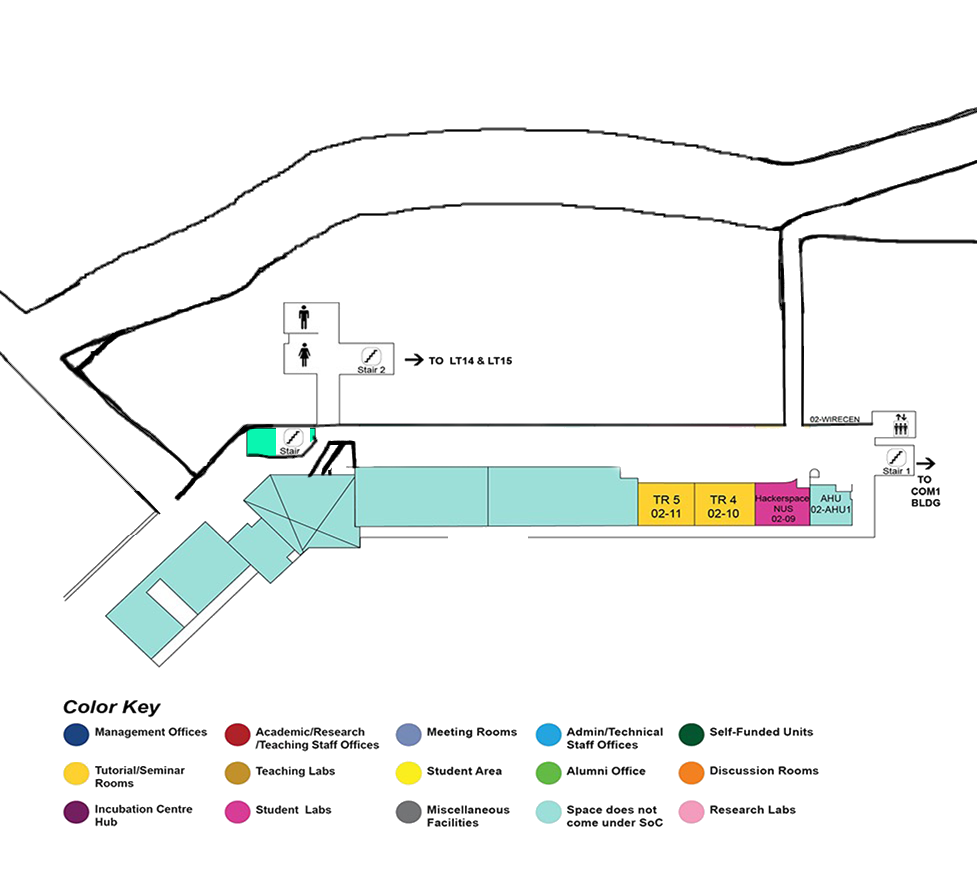 TO  LT14 & LT15
Stair 2
02-WIRECEN
Stair
Stair 1
TO
COM1
BLDG
TR 5
02-11
TR 4
02-10
Hackerspace
NUS
02-09
AHU
02-AHU1
Color Key
Management Offices
Academic/Research
/Teaching Staff Offices
Meeting Rooms
Admin/Technical
Staff Offices
Self-Funded Units
Tutorial/Seminar
Rooms
Teaching Labs
Student Area
Alumni Office
Discussion Rooms
Incubation Centre
Hub
Student  Labs
Miscellaneous
Facilities
Space does not
come under SoC
Research Labs